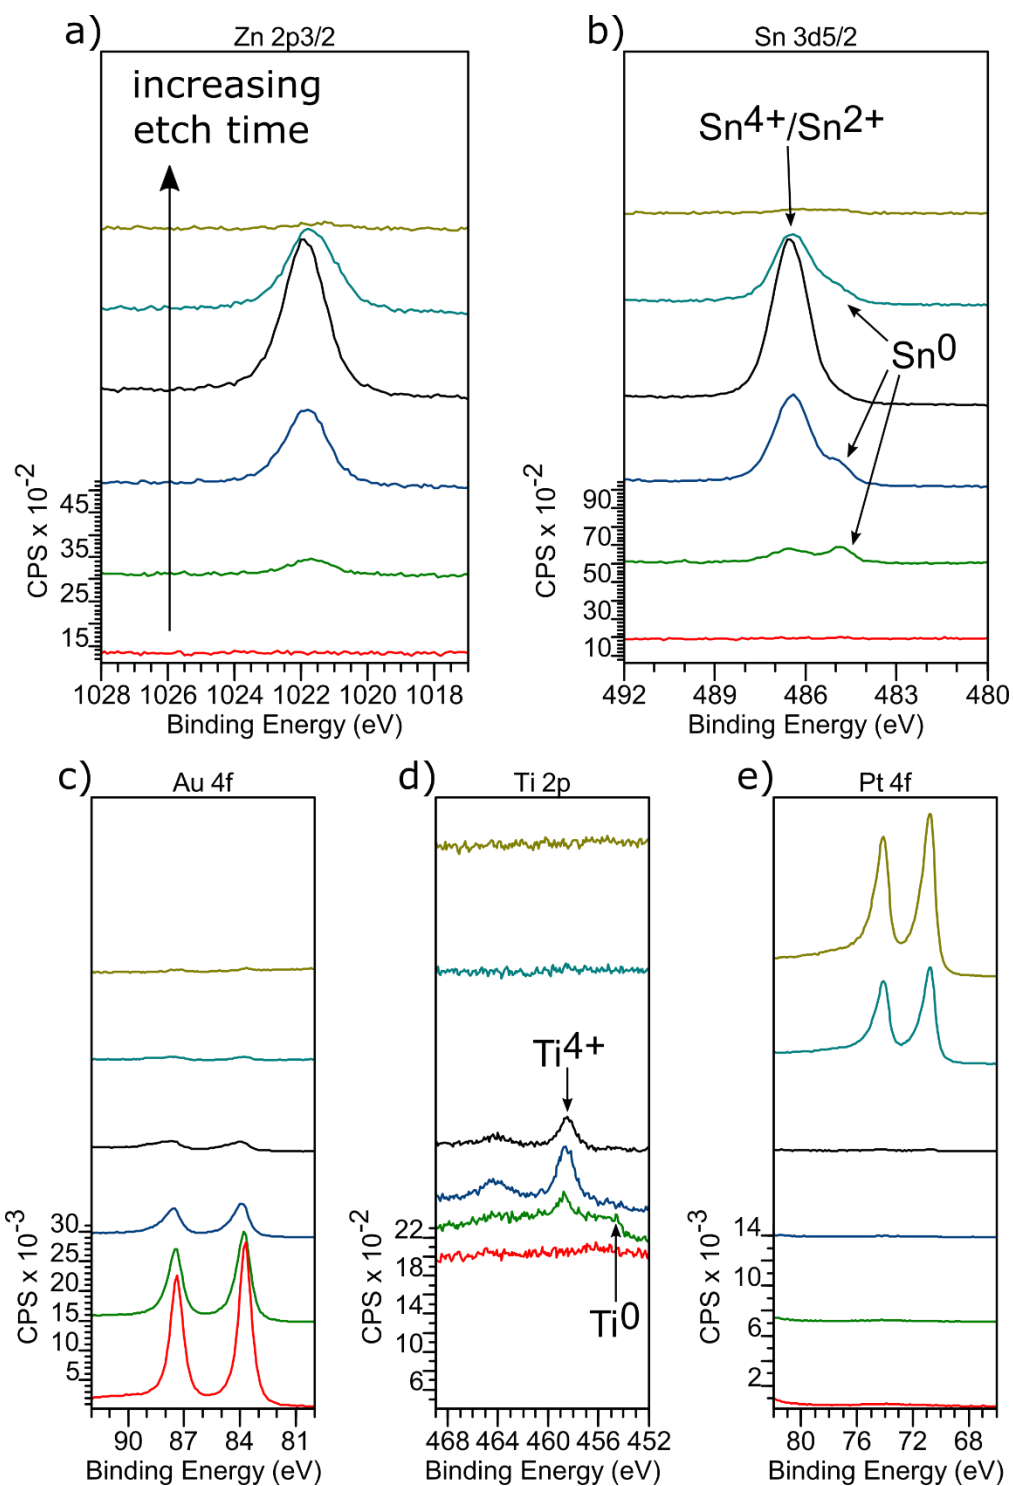 a)
Zn 2p3/2
increasing
etch time
CPS x 10⁻²
45
35
25
15
1028 1026 1024 1022 1020 1018
Binding Energy (eV)
b)
Sn 3d5/2
Sn⁴⁺/Sn²⁺
Sn⁰
CPS x 10⁻²
90
70
50
30
10
492 489 486 483 480
Binding Energy (eV)
c)
Au 4f
CPS x 10⁻³
30
25
20
15
10
5
90 87 84 81
Binding Energy (eV)
d)
Ti 2p
Ti⁴⁺
Ti⁰
CPS x 10⁻²
22
18
14
10
6
468 464 460 456 452
Binding Energy (eV)
e)
Pt 4f
CPS x 10⁻³
14
10
6
2
80 76 72 68
Binding Energy (eV)